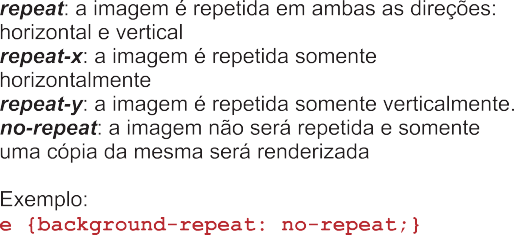 repeat: a imagem é repetida em ambas as direções:
horizontal e vertical
repeat-x: a imagem é repetida somente
horizontalmente
repeat-y: a imagem é repetida somente verticalmente.
no-repeat: a imagem não será repetida e somente
uma cópia da mesma será renderizada
Exemplo:
e {background-repeat: no-repeat;}